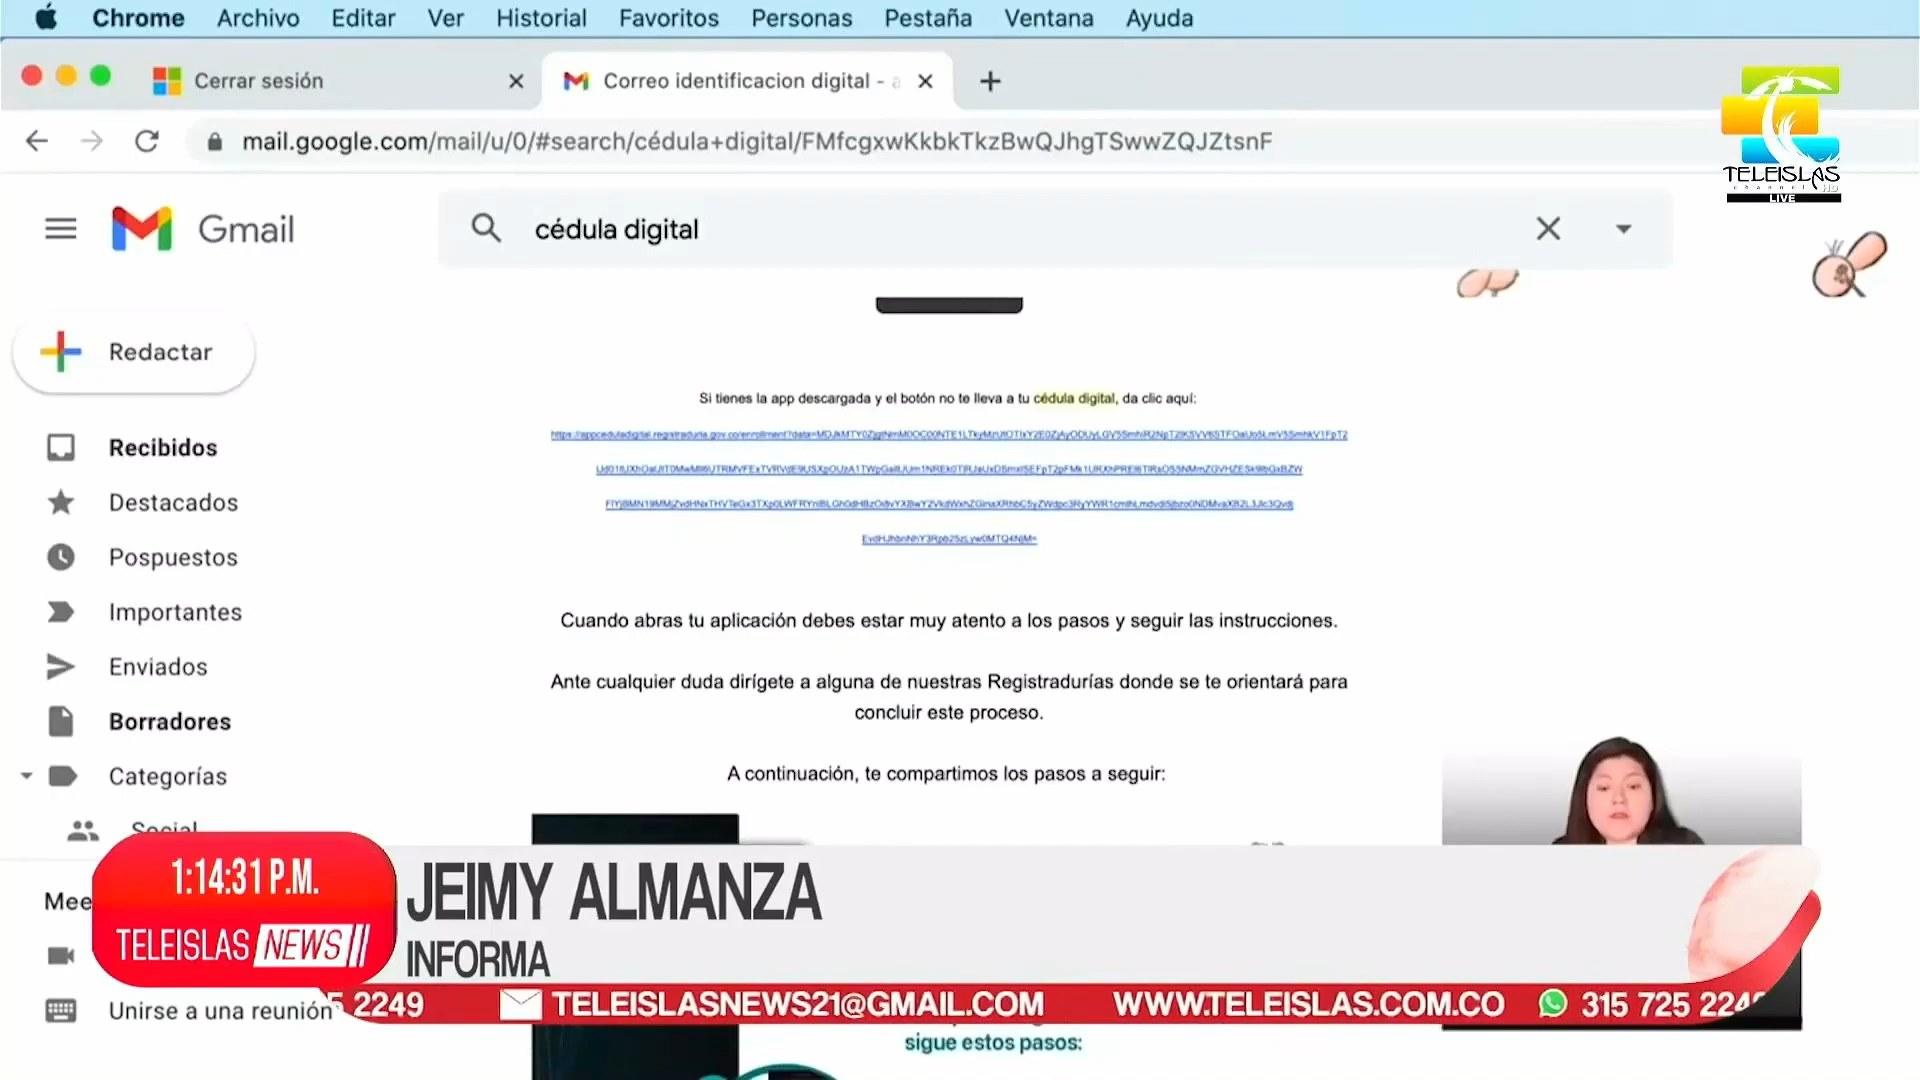 Chrome Archivo Editar Ver Historial Favoritos Personas Pestaña Ventana Ayuda
Cerrar sesión
Correo identificacion digital -
mail.google.com/mail/u/0/#search/cédula+digital/FMfcgxwKkbkTkzBwQJhgTSwwZQJZtsnF
TELEISLAS
channel HD
LIVE
Gmail
cédula digital
Redactar
Recibidos
Destacados
Pospuestos
Importantes
Enviados
Borradores
Categorías
Social
Mee
Unirse a una reunión
Si tienes la app descargada y el botón no te lleva a tu cédula digital, da clic aquí:
Cuando abras tu aplicación debes estar muy atento a los pasos y seguir las instrucciones.
Ante cualquier duda dirígete a alguna de nuestras Registradurías donde se te orientará para
concluir este proceso.
A continuación, te compartimos los pasos a seguir:
1:14:31 P.M.
TELEISLAS NEWS
JEIMY ALMANZA
INFORMA
5 2249 TELEISLASNEWS21@GMAIL.COM WWW.TELEISLAS.COM.CO 315 725 224
sigue estos pasos: